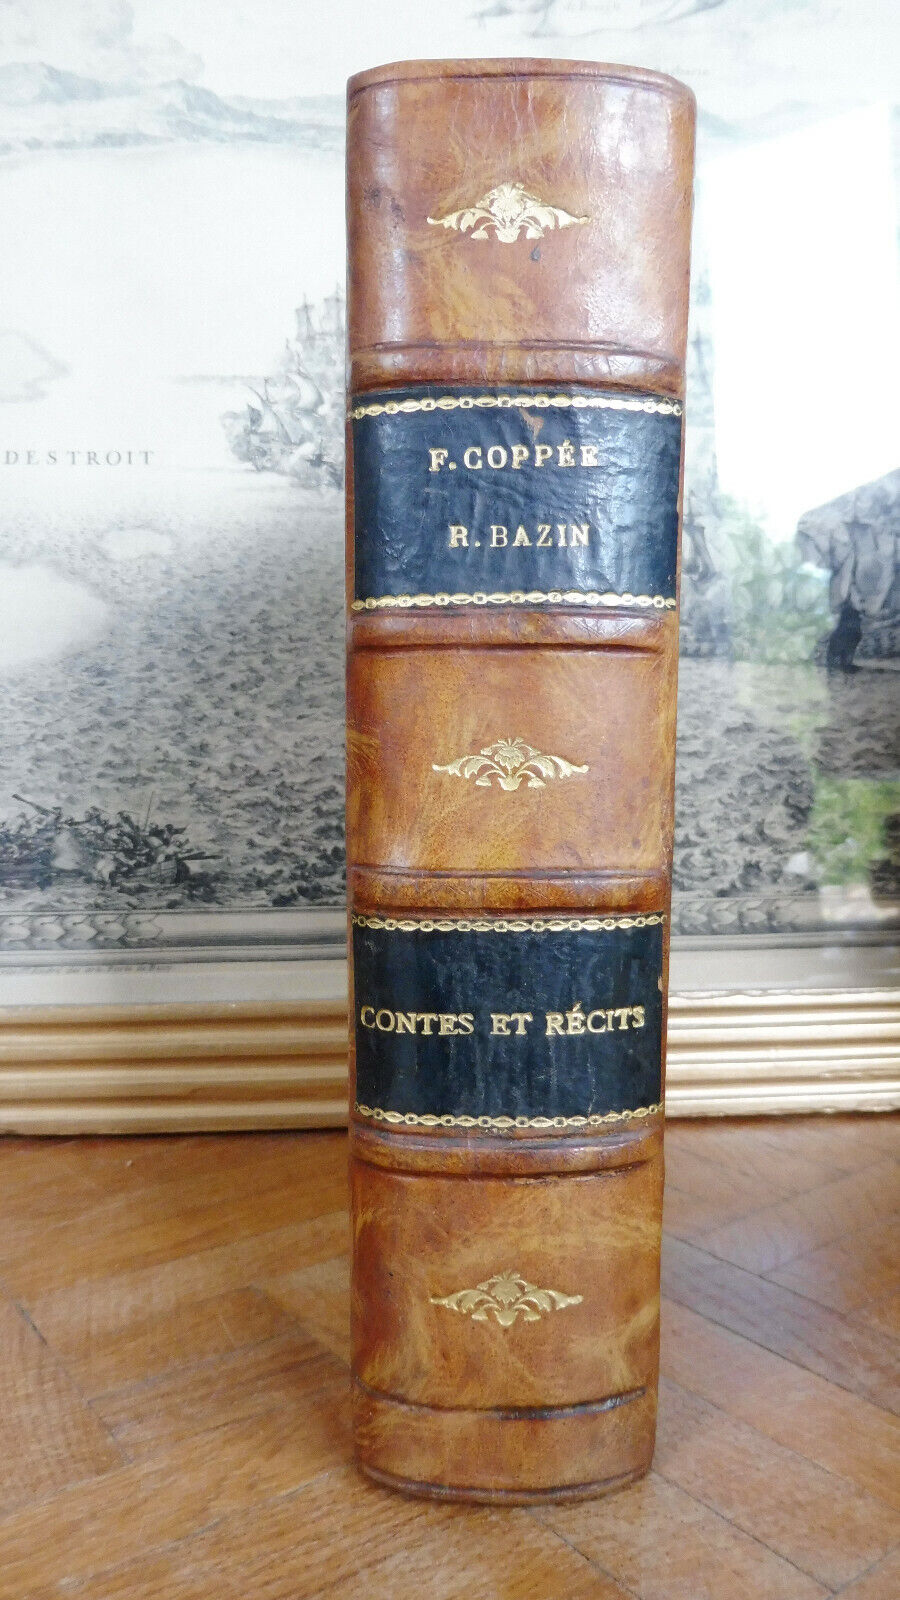 DESTROIT
F. COPPÉE
R. BAZIN
CONTES ET RÉCITS